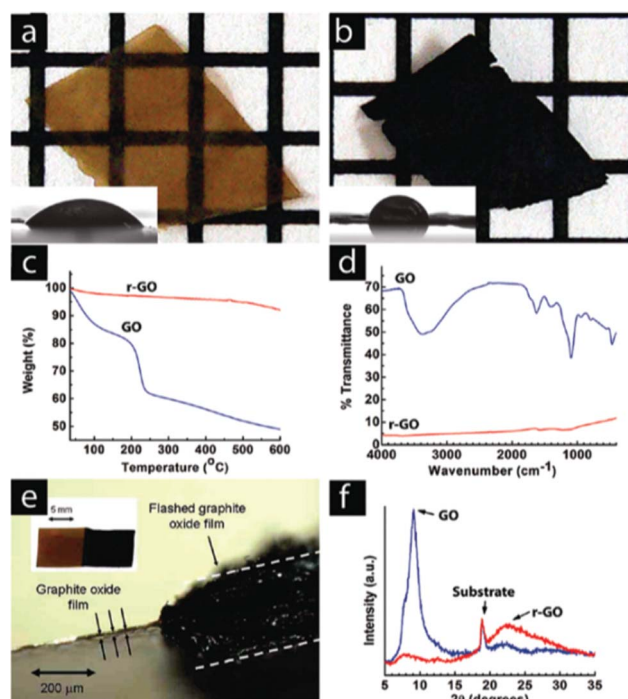 a
b
c
100
90
80
70
60
50
r-GO
GO
Weight (%)
100 200 300 400 500 600
Temperature (°C)
d
70
60
50
40
30
20
10
0
GO
r-GO
% Transmittance
4000 3000 2000 1000
Wavenumber (cm-1)
e
5 mm
Flashed graphite
oxide film
Graphite oxide
film
200 μm
f
GO
Substrate
r-GO
Intensity (a.u.)
5 10 15 20 25 30 35
2θ (degrees)